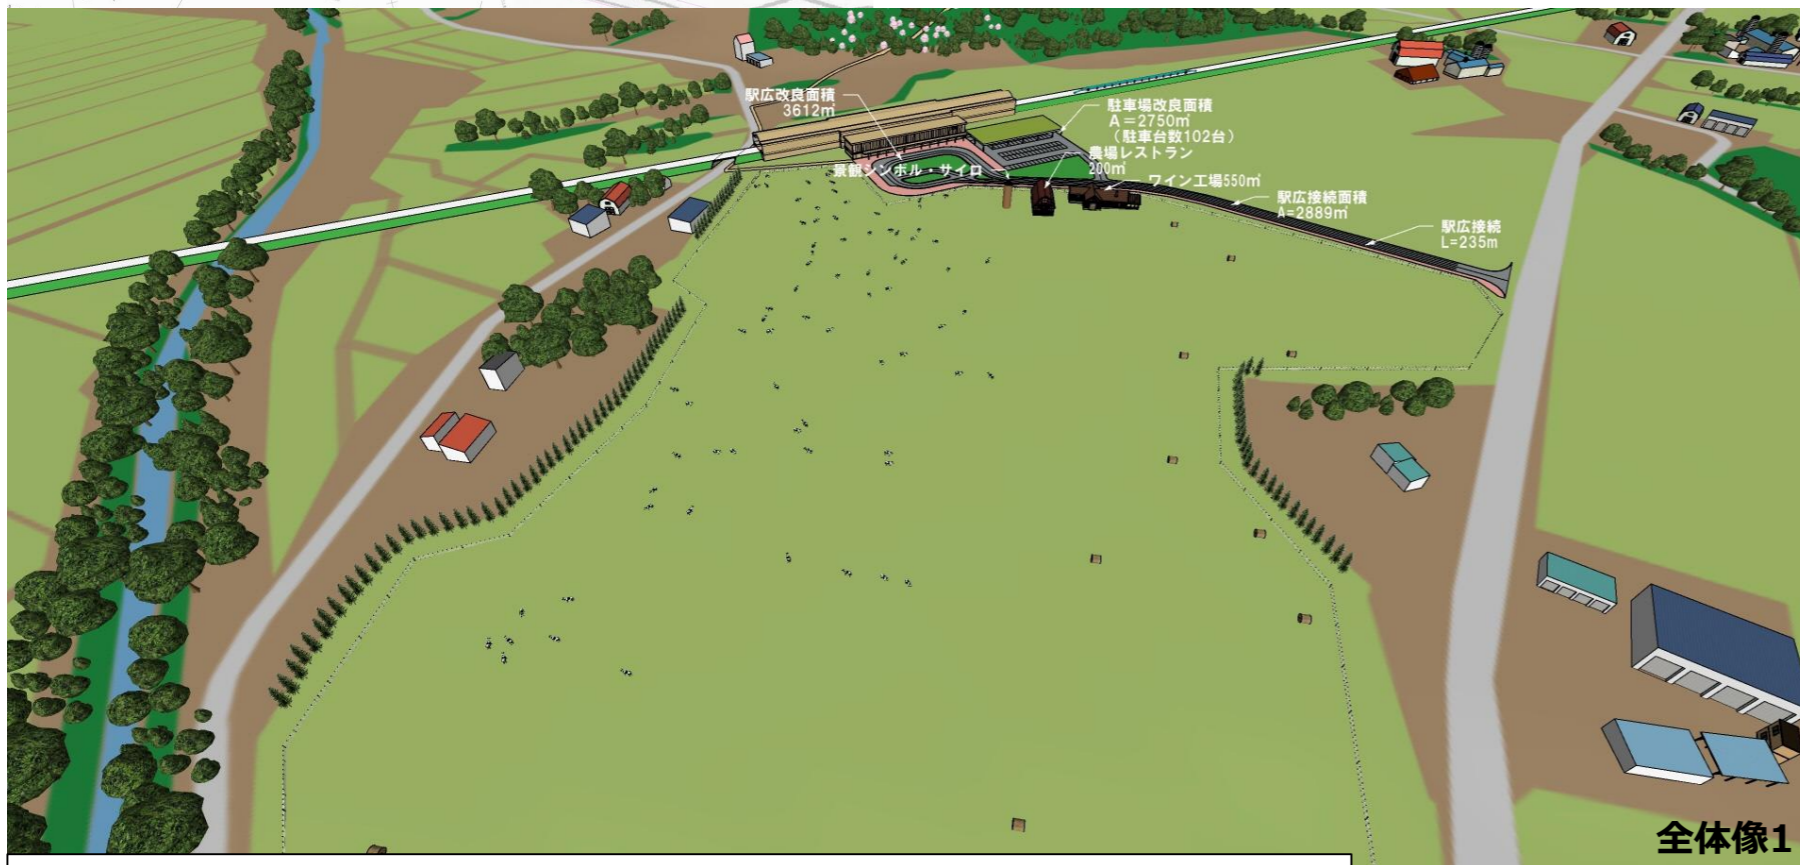 駅広改良面積
3612㎡
駐車場改良面積
A=2750㎡
(駐車台数102台)
農場レストラン
200㎡
景観シンボル・サイロ
ワイン工場550㎡
駅広接続面積
A=2889㎡
駅広接続
L=235m
全体像1